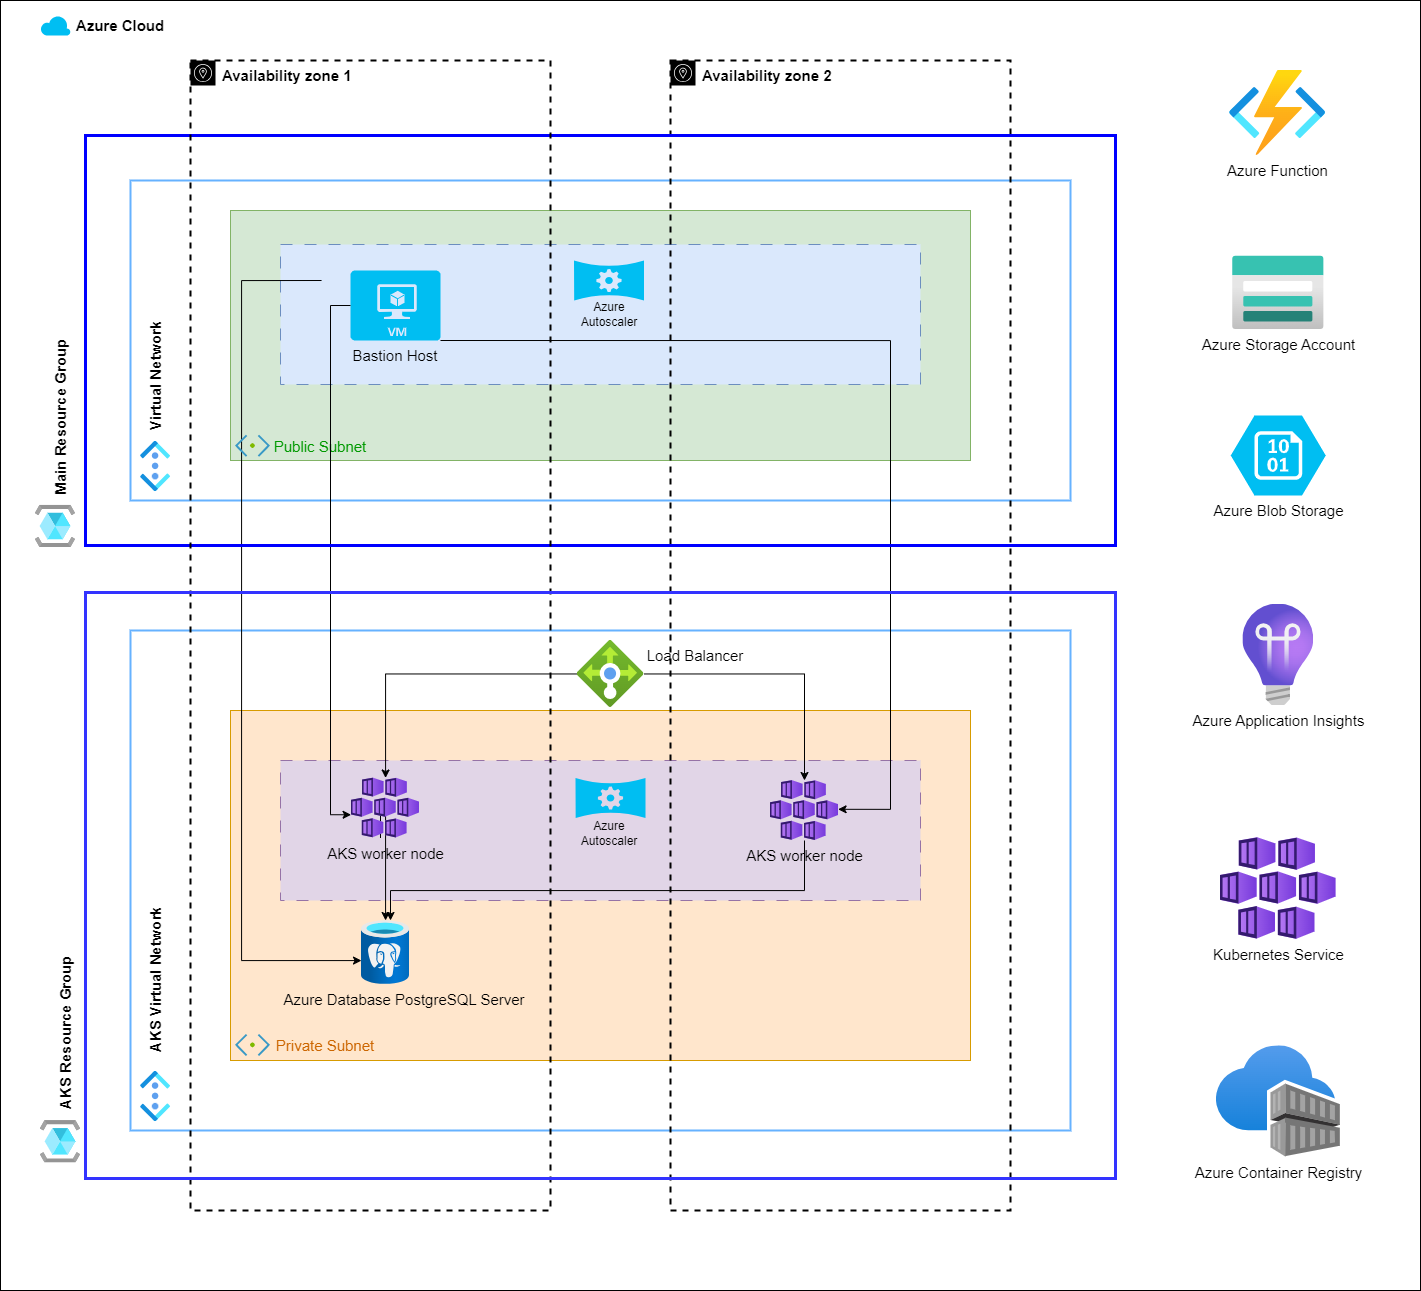 Azure Cloud
Availability zone 1
Availability zone 2
Azure Function
Main Resource Group
Virtual Network
VM
Bastion Host
Azure
Autoscaler
Public Subnet
Azure Storage Account
10
01
Azure Blob Storage
Load Balancer
Azure Application Insights
AKS Resource Group
AKS Virtual Network
AKS worker node
Azure
Autoscaler
AKS worker node
Azure Database PostgreSQL Server
Private Subnet
Kubernetes Service
Azure Container Registry